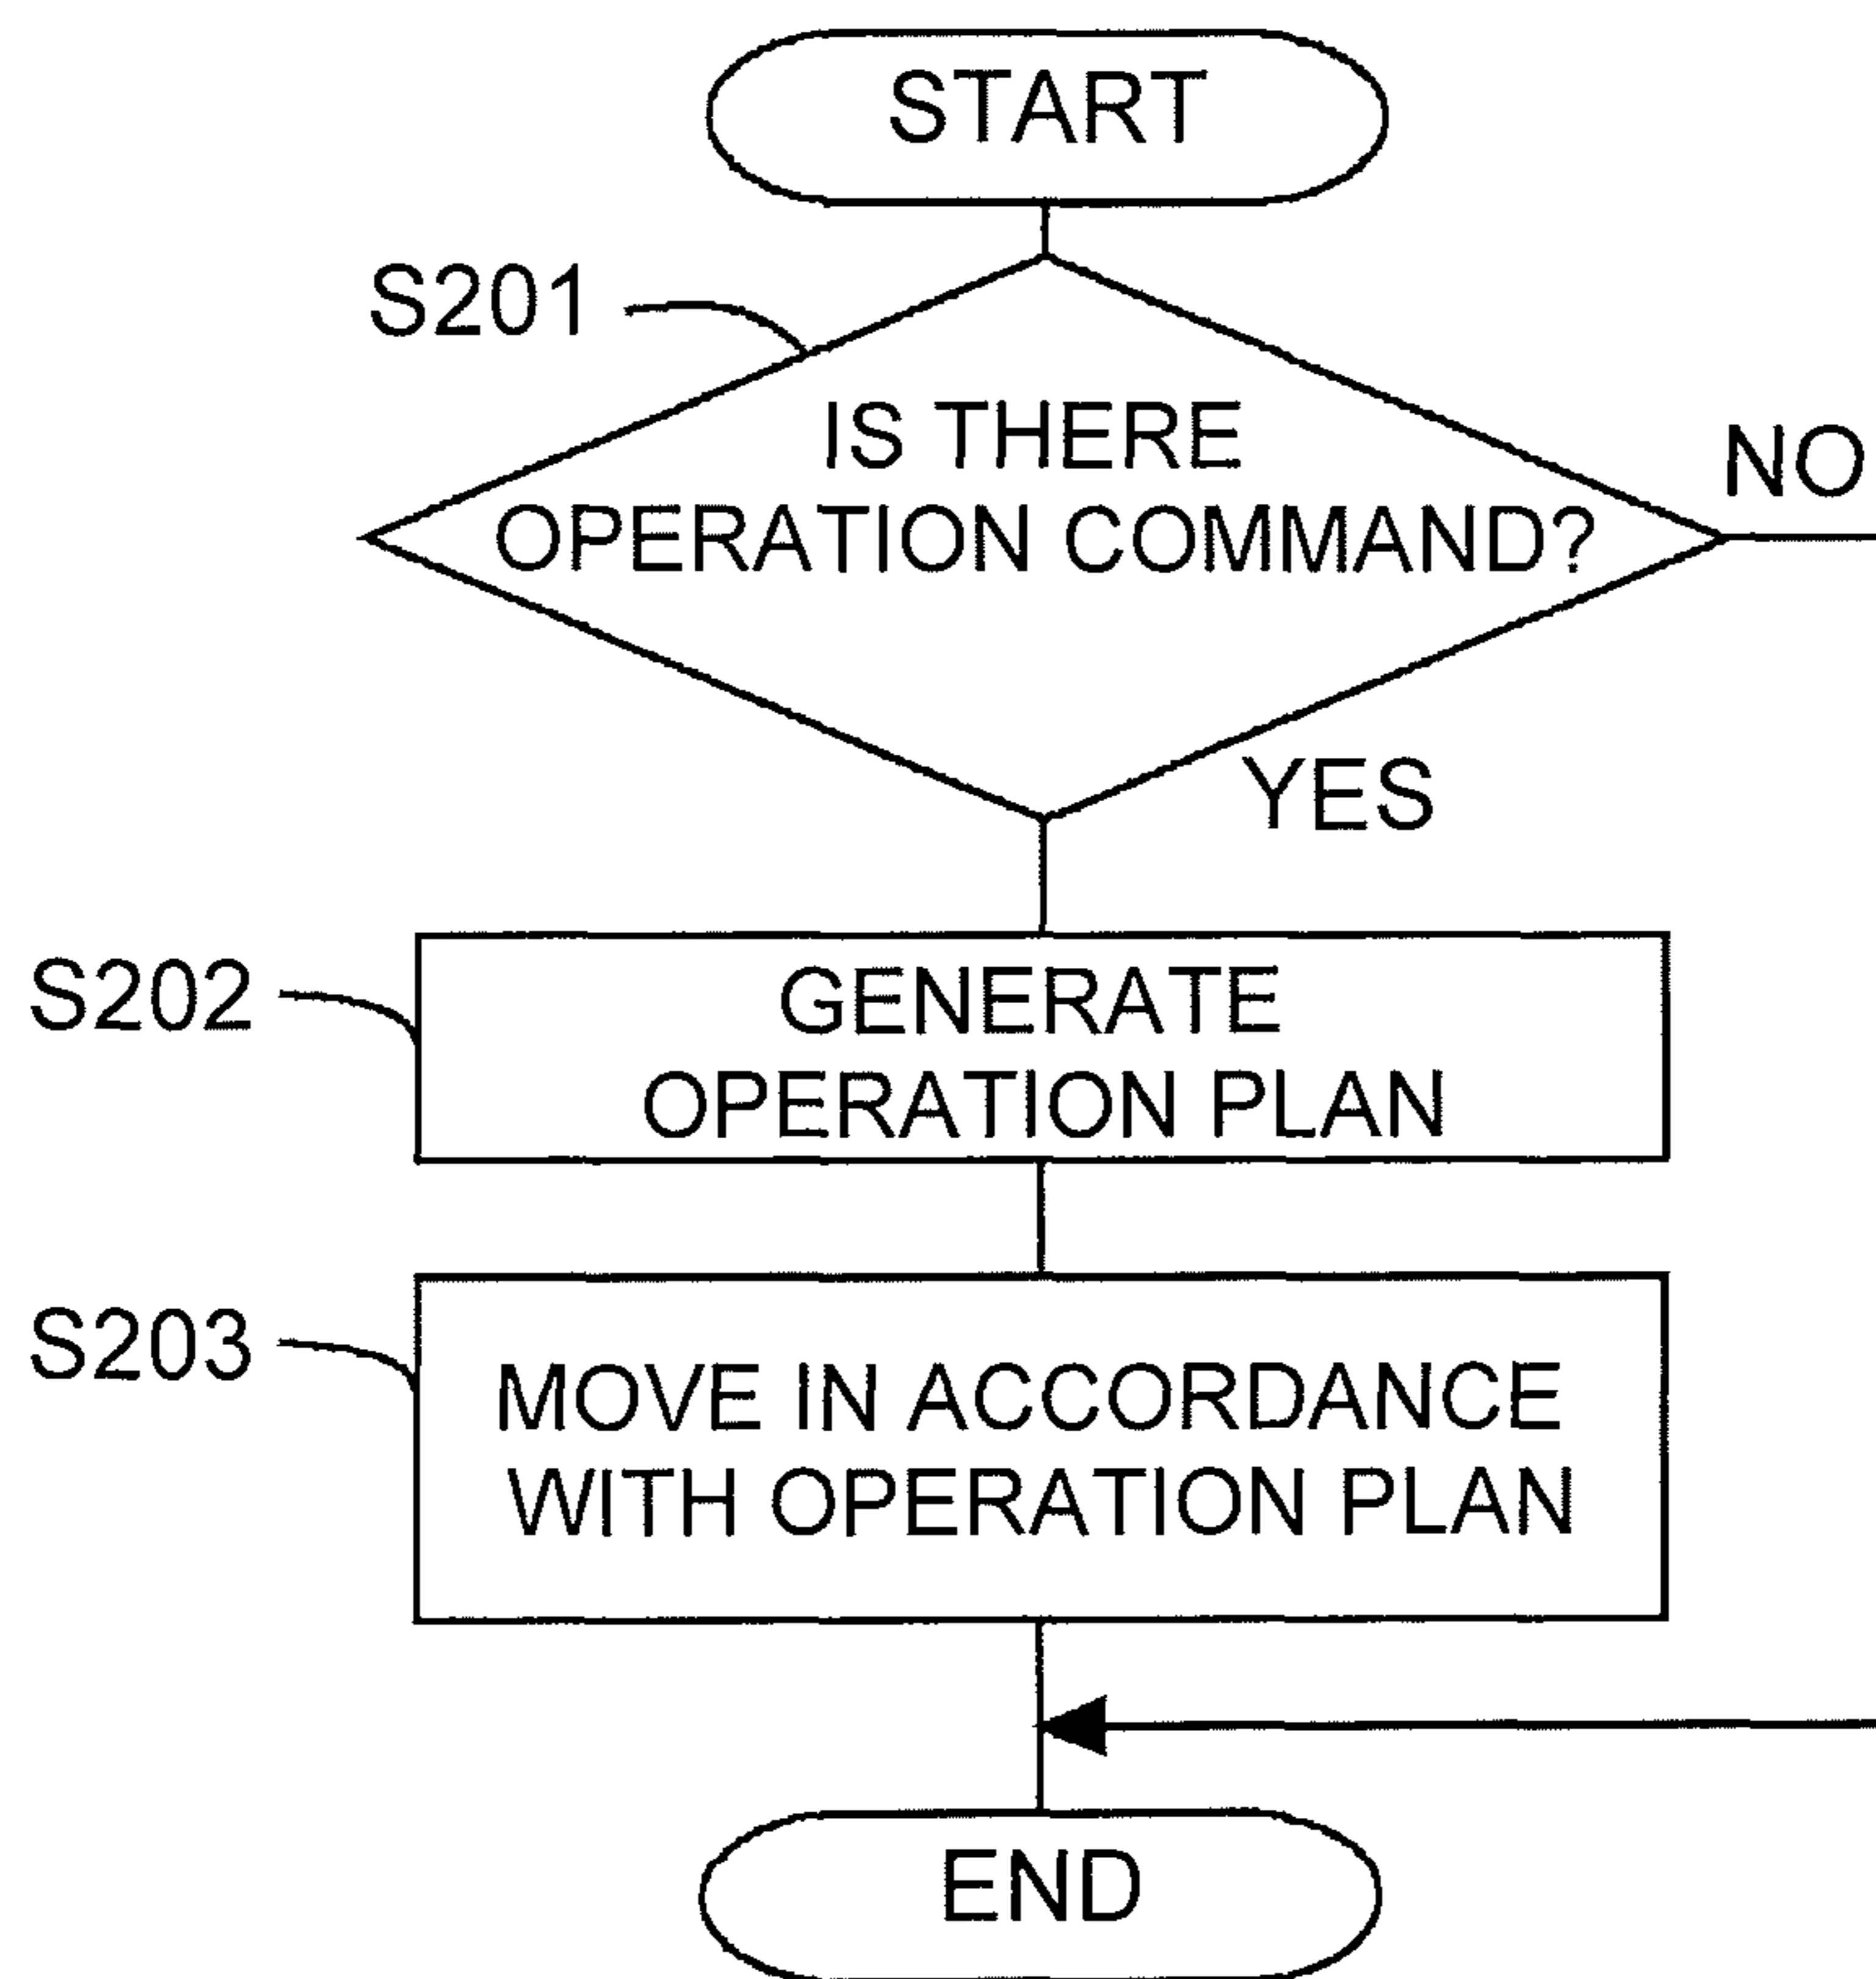 START
S201
IS THERE
OPERATION COMMAND?
NO
YES
S202
GENERATE
OPERATION PLAN
S203
MOVE IN ACCORDANCE
WITH OPERATION PLAN
END